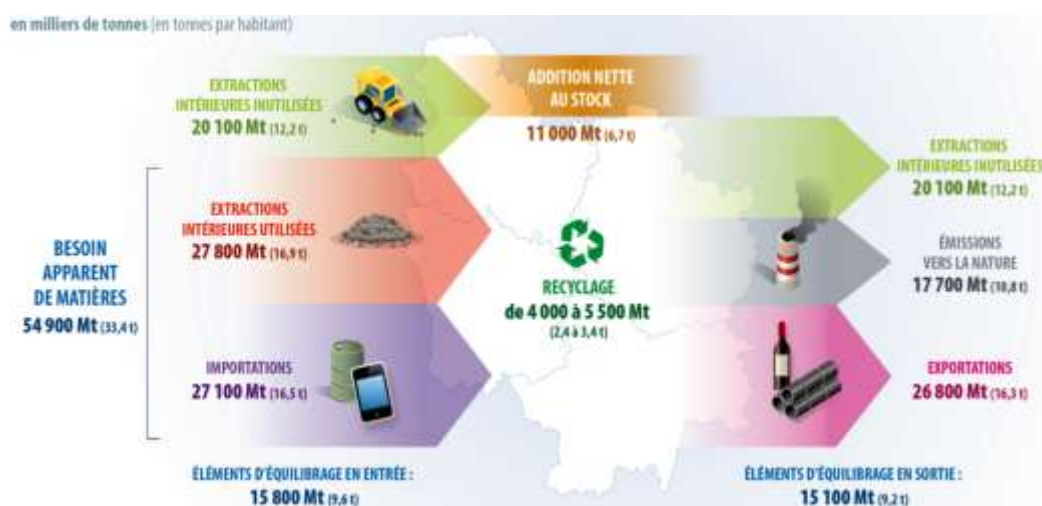 en milliers de tonnes (en tonnes par habitant)
EXTRACTIONS
INTÉRIEURES INUTILISÉES
20 100 Mt (12,2 t)
ADDITION NETTE
AU STOCK
11 000 Mt (6,7 t)
EXTRACTIONS
INTÉRIEURES INUTILISÉES
20 100 Mt (12,2 t)
BESOIN
APPARENT
DE MATIÈRES
54 900 Mt (33,4 t)
EXTRACTIONS
INTÉRIEURES UTILISÉES
27 800 Mt (16,9 t)
RECYCLAGE
de 4 000 à 5 500 Mt
(2,4 à 3,4 t)
ÉMISSIONS
VERS LA NATURE
17 700 Mt (10,8 t)
IMPORTATIONS
27 100 Mt (16,5 t)
EXPORTATIONS
26 800 Mt (16,3 t)
ÉLÉMENTS D'ÉQUILIBRAGE EN ENTRÉE :
15 800 Mt (9,6 t)
ÉLÉMENTS D'ÉQUILIBRAGE EN SORTIE :
15 100 Mt (9,2 t)